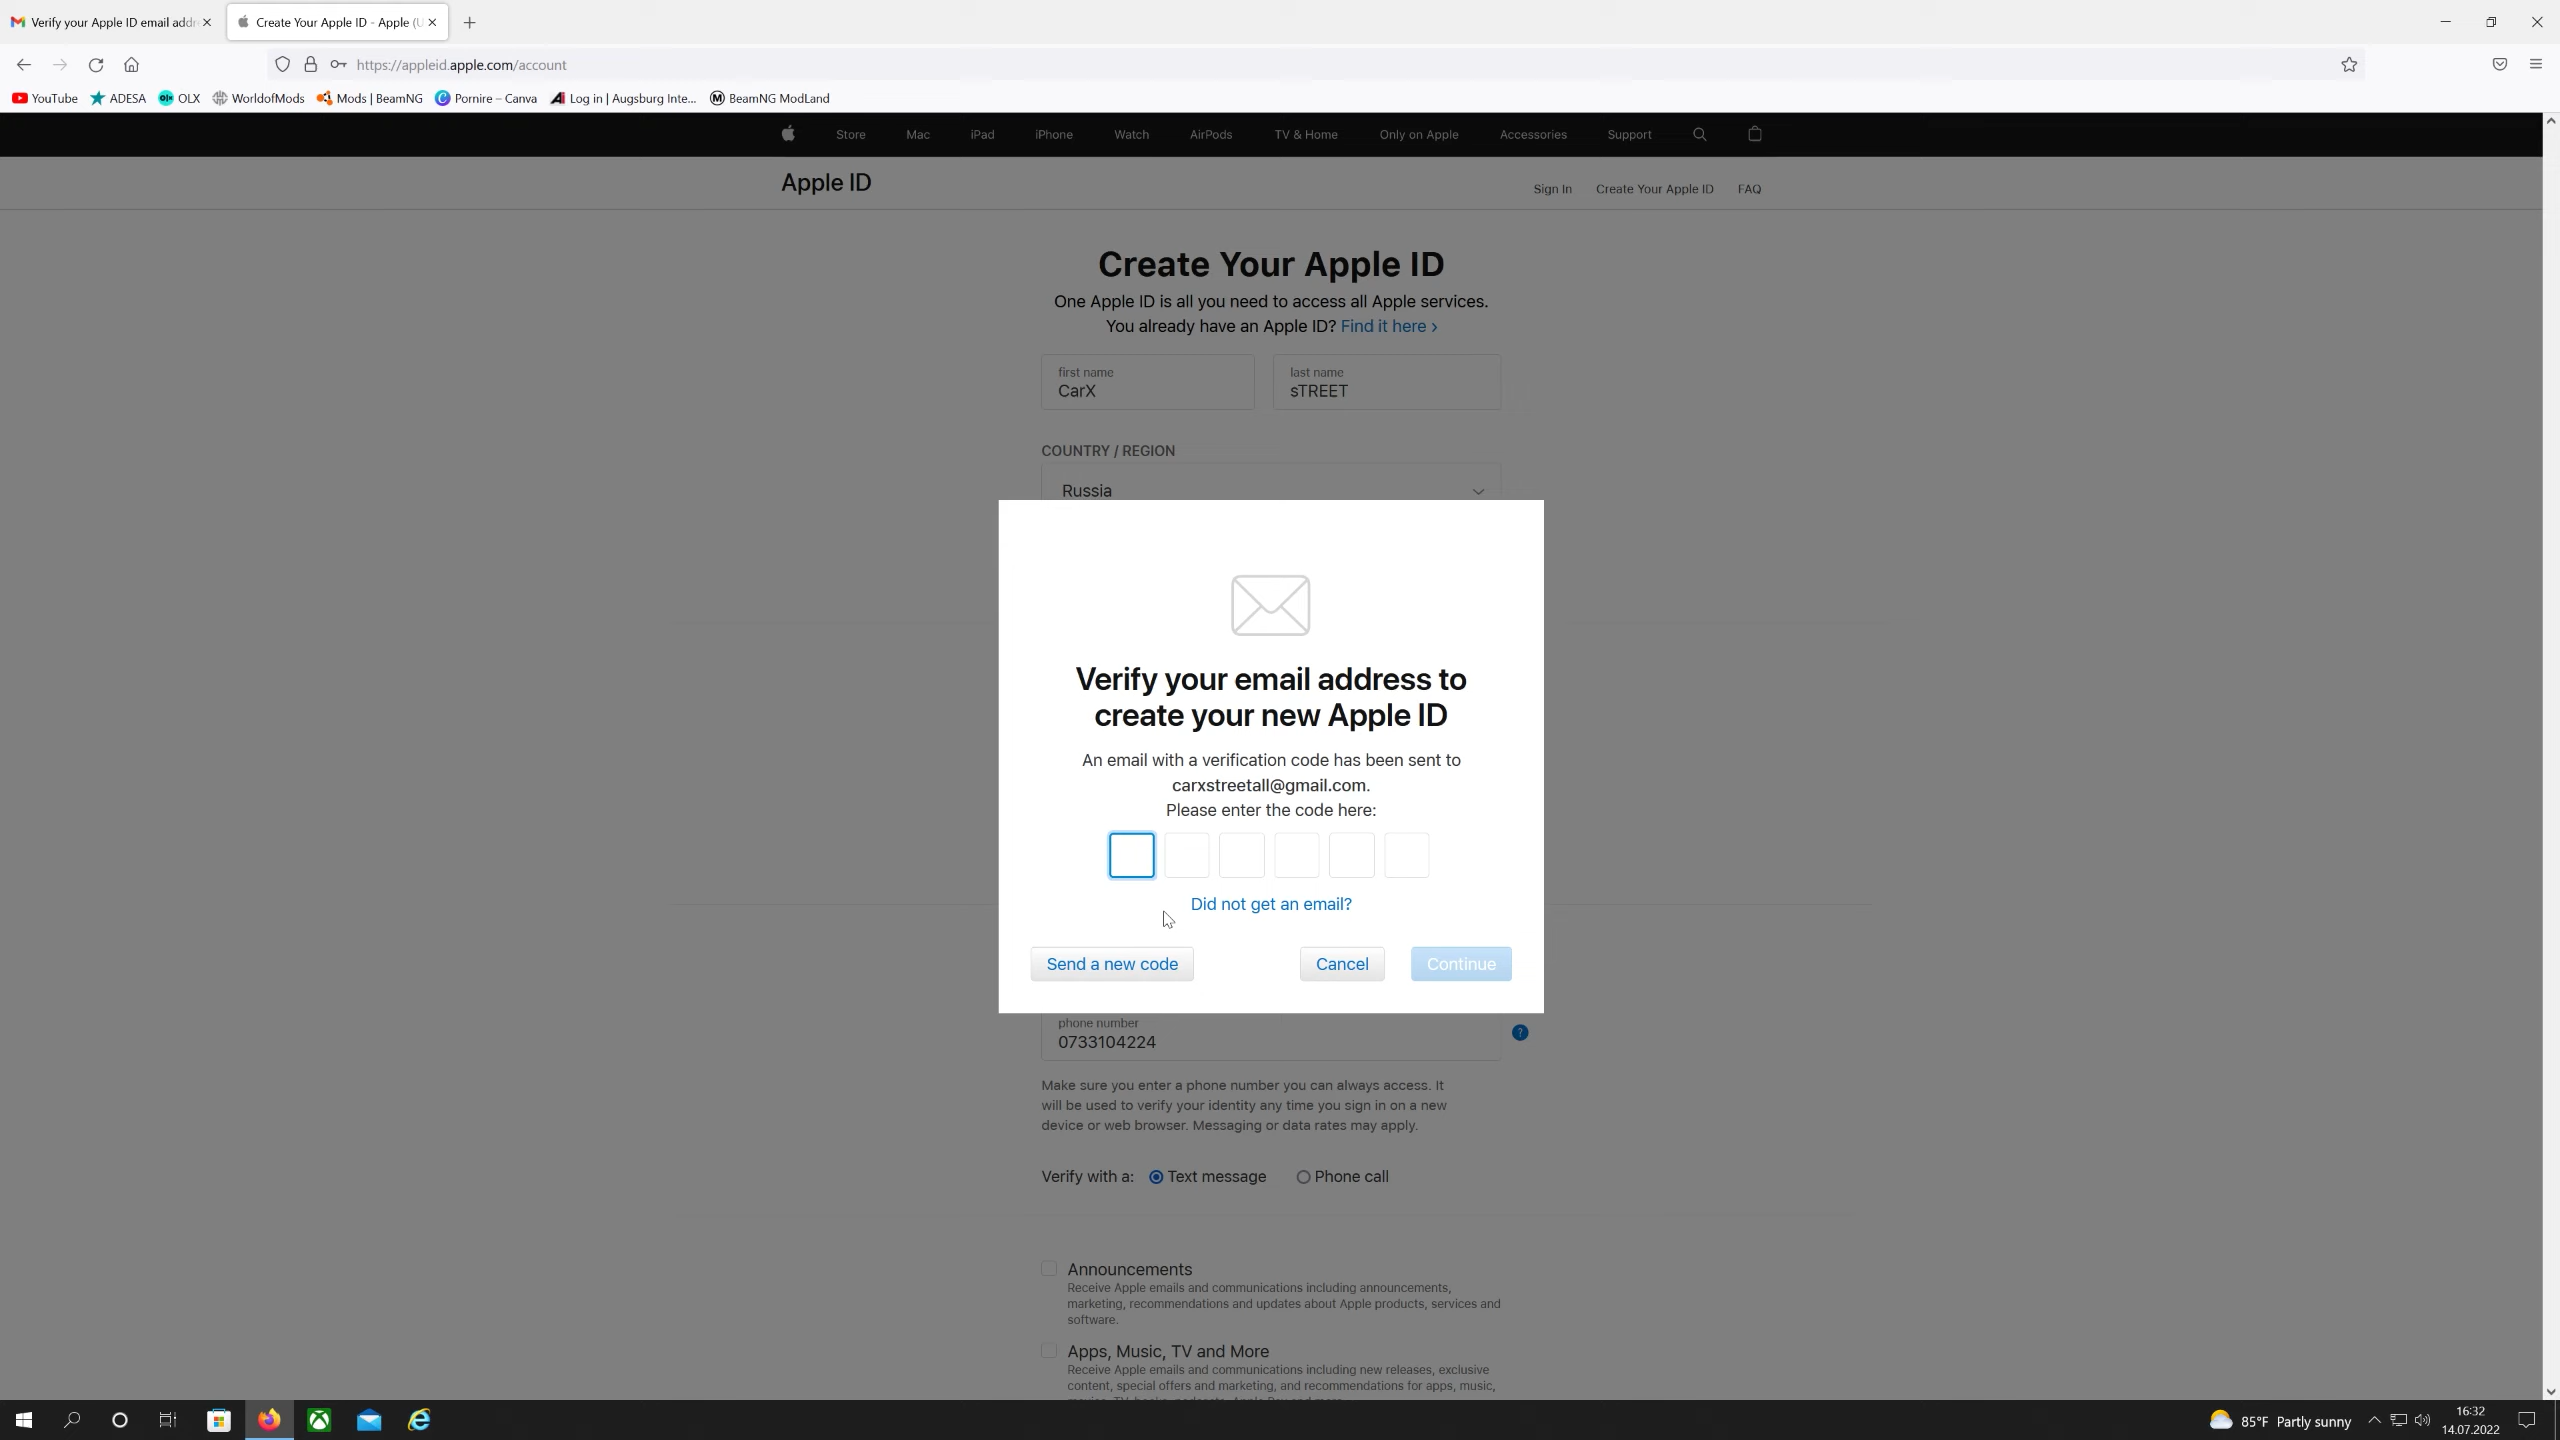 Verify your Apple ID email addr
Create Your Apple ID - Apple (U
https://appleid.apple.com/account
YouTube
ADESA
OLX
WorldofMods
Mods | BeamNG
Pornire – Canva
Log in | Augsburg Inte...
BeamNG ModLand
Store
Mac
iPad
iPhone
Watch
AirPods
TV & Home
Only on Apple
Accessories
Support
Apple ID
Sign In
Create Your Apple ID
FAQ
Create Your Apple ID
One Apple ID is all you need to access all Apple services.
You already have an Apple ID? Find it here ›
first name
CarX
last name
sTREET
COUNTRY / REGION
Russia
Verify your email address to
create your new Apple ID
An email with a verification code has been sent to
carxstreetall@gmail.com.
Please enter the code here:
Did not get an email?
Send a new code
Cancel
Continue
phone number
0733104224
?
Make sure you enter a phone number you can always access. It
will be used to verify your identity any time you sign in on a new
device or web browser. Messaging or data rates may apply.
Verify with a:
Text message
Phone call
Announcements
Receive Apple emails and communications including announcements,
marketing, recommendations and updates about Apple products, services and
software.
Apps, Music, TV and More
Receive Apple emails and communications including new releases, exclusive
content, special offers and marketing, and recommendations for apps, music,
85°F Partly sunny
16:32
14.07.2022